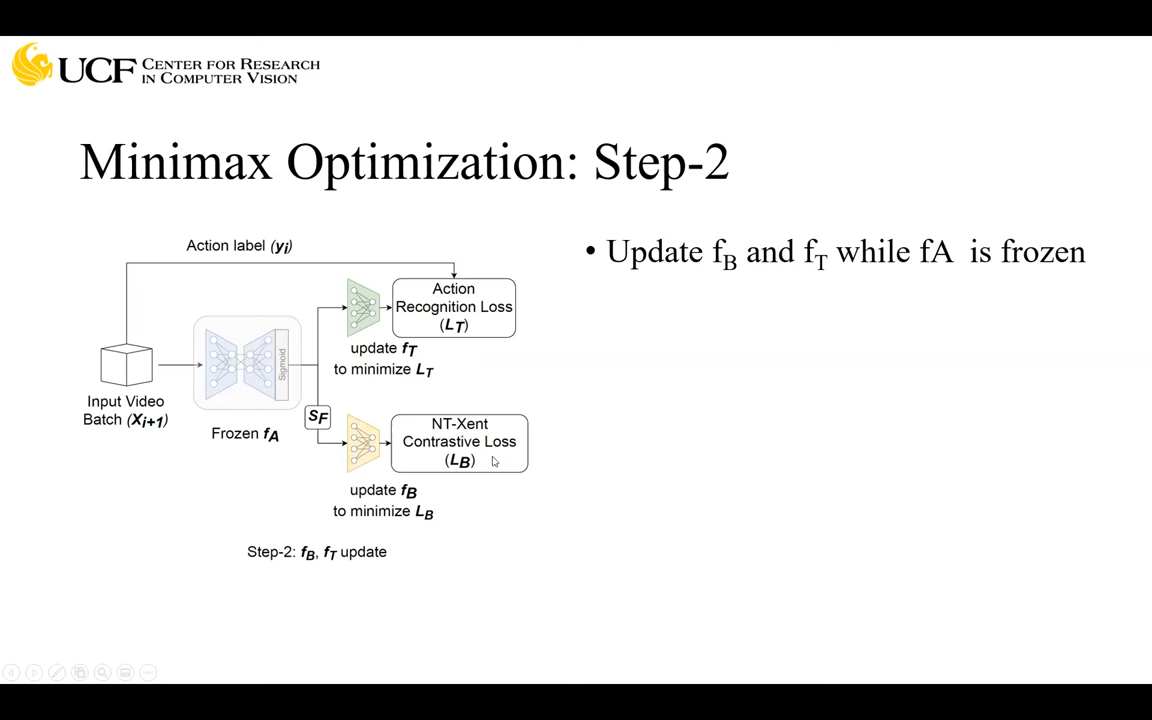 UCF CENTER FOR RESEARCH
IN COMPUTER VISION
Minimax Optimization: Step-2
• Update fB and fT while fA is frozen
Action label (yi)
Action
Recognition Loss
(LT)
update fT
to minimize LT
Sigmoid
Input Video
Batch (Xi+1)
Frozen fA
SF
NT-Xent
Contrastive Loss
(LB)
update fB
to minimize LB
Step-2: fB, fT update